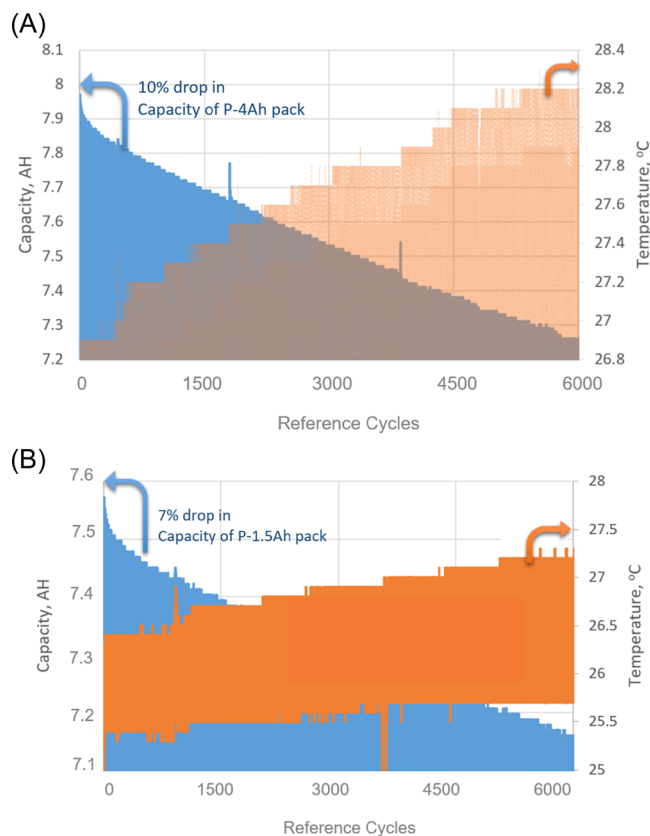 (A)
8.1
8
7.9
7.8
7.7
7.6
7.5
7.4
7.3
7.2
Capacity, AH
10% drop in
Capacity of P-4Ah pack
28.4
28.2
28
27.8
27.6
27.4
27.2
27
26.8
Temperature, ºC
0 1500 3000 4500 6000
Reference Cycles
(B)
7.6
7.5
7.4
7.3
7.2
7.1
Capacity, AH
7% drop in
Capacity of P-1.5Ah pack
28
27.5
27
26.5
26
25.5
25
Temperature, ºC
0 1500 3000 4500 6000
Reference Cycles